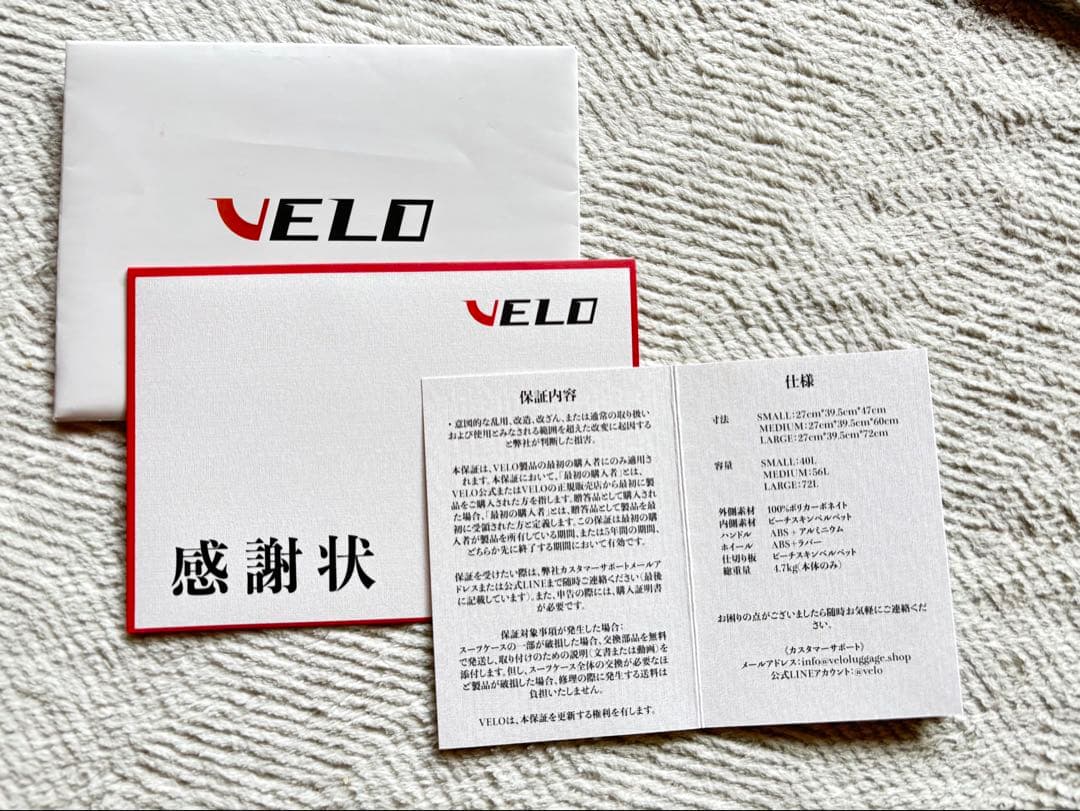 VELO
VELO
感謝状
保証内容
・意図的な乱用、改造、改ざん、または通常の取り扱い
および使用とみなされる範囲を超えた改変に起因する
と弊社が判断した損害。
本保証は、VELO製品の最初の購入者にのみ適用さ
れます。本保証において、「最初の購入者」とは、
VELO公式またはVELOの正規販売店から最初に製
品をご購入された方を指します。贈答品として購入され
た場合、「最初の購入者」とは、贈答品として製品を最
初に受領された方と定義します。この保証は最初の購
入者が製品を所有している期間、または5年間の期間、
どちらか先に終了する期間において有効です。
保証を受けたい際は、弊社カスタマーサポートメールア
ドレスまたは公式LINEまで随時ご連絡ください(最後
に記載しています)。また、申告の際には、購入証明書
が必要です。
保証対象事項が発生した場合:
スーツケースの一部が破損した場合、交換部品を無料
で発送し、取り付けのための説明(文書または動画)を
添付します。但し、スーツケース全体の交換が必要なほ
ど製品が破損した場合、修理の際に発生する送料は
負担いたしません。
VELOは、本保証を更新する権利を有します。
仕様
寸法 SMALL:27cm*39.5cm*47cm
MEDIUM:27cm*39.5cm*60cm
LARGE:27cm*39.5cm*72cm
容量 SMALL:40L
MEDIUM:56L
LARGE:72L
外側素材 100%ポリカーボネイト
内側素材 ピーチスキンベルベット
ハンドル ABS + アルミニウム
ホイール ABS+ラバー
仕切り板 ピーチスキンベルベット
総重量 4.7kg(本体のみ)
お困りの点がございましたら随時お気軽にご連絡くだ
さい。
〈カスタマーサポート〉
メールアドレス:info@veloluggage.shop
公式LINEアカウント:@velo